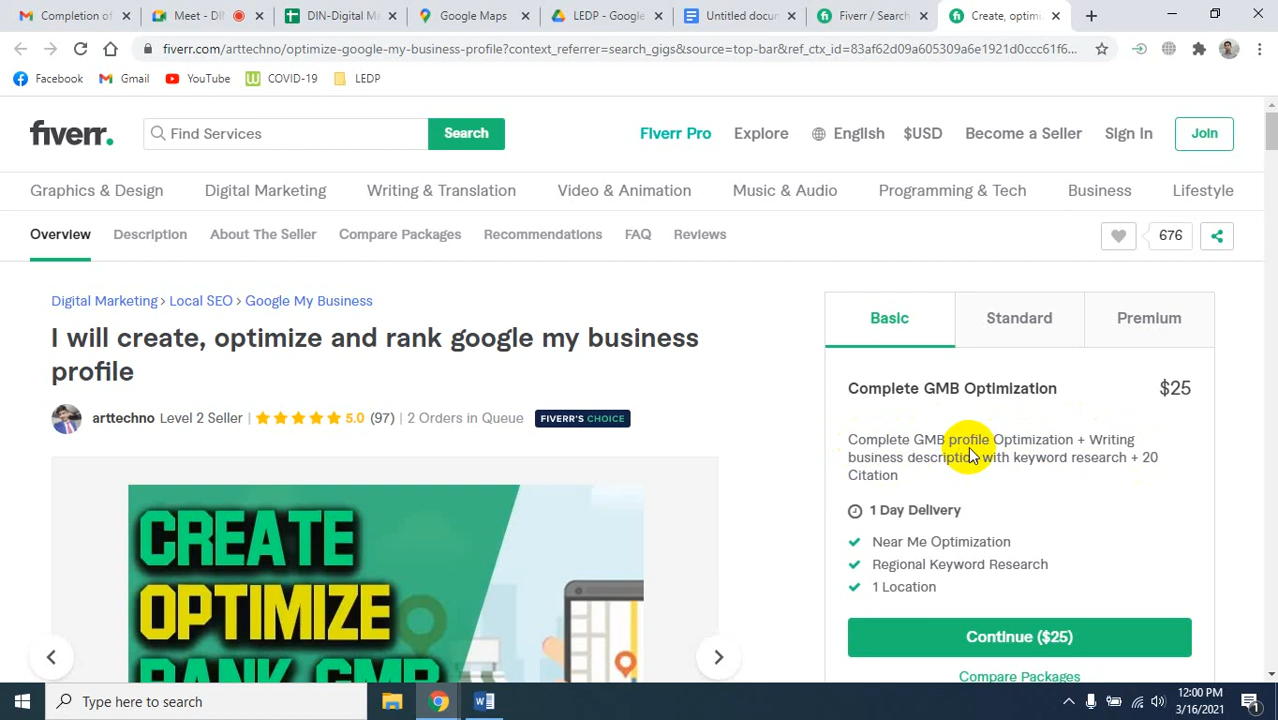 Completion of
Meet - DIN
DIN-Digital Ma
Google Maps
LEDP - Google
Untitled docum
Fiverr / Search
Create, optimi
fiverr.com/arttechno/optimize-google-my-business-profile?context_referrer=search_gigs&source=top-bar&ref_ctx_id=83af62d09a605309a6e1921d0ccc61f6...
Facebook
Gmail
YouTube
COVID-19
LEDP
fiverr.
Find Services
Search
Fiverr Pro
Explore
English
$USD
Become a Seller
Sign In
Join
Graphics & Design
Digital Marketing
Writing & Translation
Video & Animation
Music & Audio
Programming & Tech
Business
Lifestyle
Overview
Description
About The Seller
Compare Packages
Recommendations
FAQ
Reviews
676
Digital Marketing > Local SEO > Google My Business
I will create, optimize and rank google my business
profile
arttechno Level 2 Seller | 5.0 (97) | 2 Orders in Queue FIVERR'S CHOICE
CREATE
OPTIMIZE
RANK GMB
Basic
Standard
Premium
Complete GMB Optimization $25
Complete GMB profile Optimization + Writing
business description with keyword research + 20
Citation
1 Day Delivery
Near Me Optimization
Regional Keyword Research
1 Location
Continue ($25)
Compare Packages
Type here to search
12:00 PM
3/16/2021